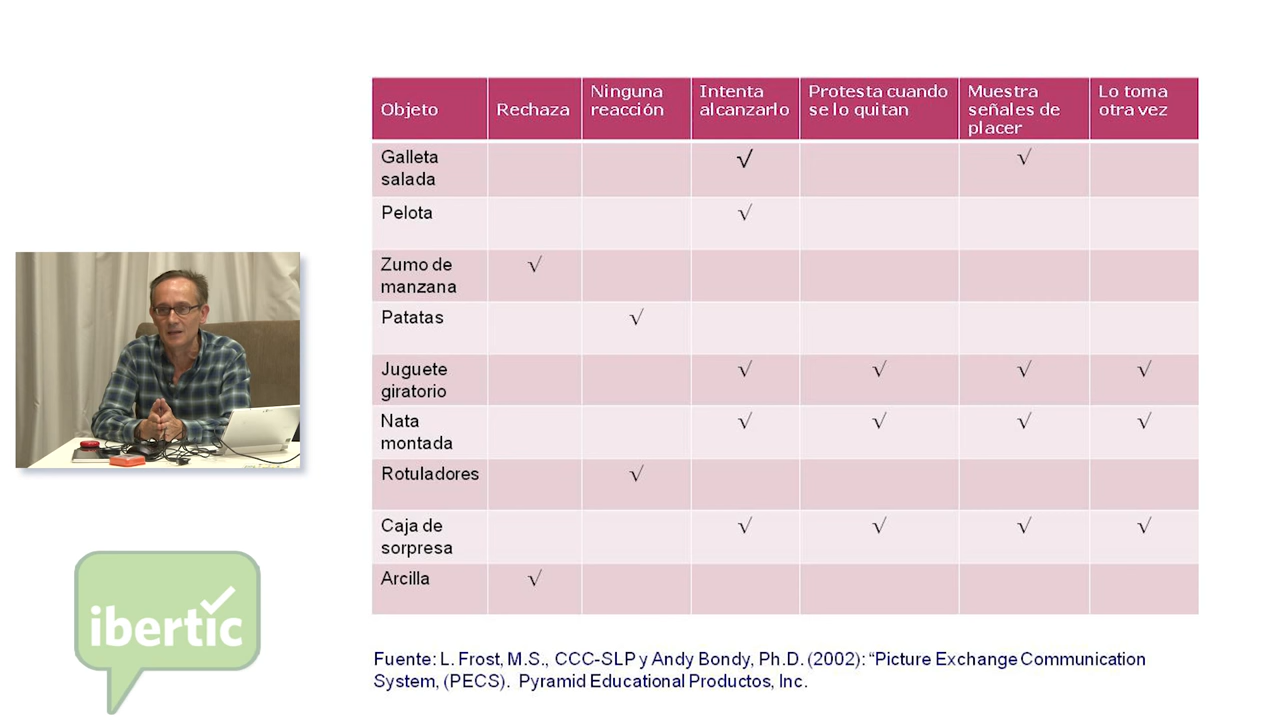 Objeto
Rechaza
Ninguna
reacción
Intenta
alcanzarlo
Protesta cuando
se lo quitan
Muestra
señales de
placer
Lo toma
otra vez
Galleta
salada
√ √
Pelota
√
Zumo de
manzana
√
Patatas
√
Juguete
giratorio
√ √ √ √
Nata
montada
√ √ √ √
Rotuladores
√
Caja de
sorpresa
√ √ √ √
Arcilla
√
ibertic
Fuente: L. Frost, M.S., CCC-SLP y Andy Bondy, Ph.D. (2002): “Picture Exchange Communication
System, (PECS). Pyramid Educational Productos, Inc.